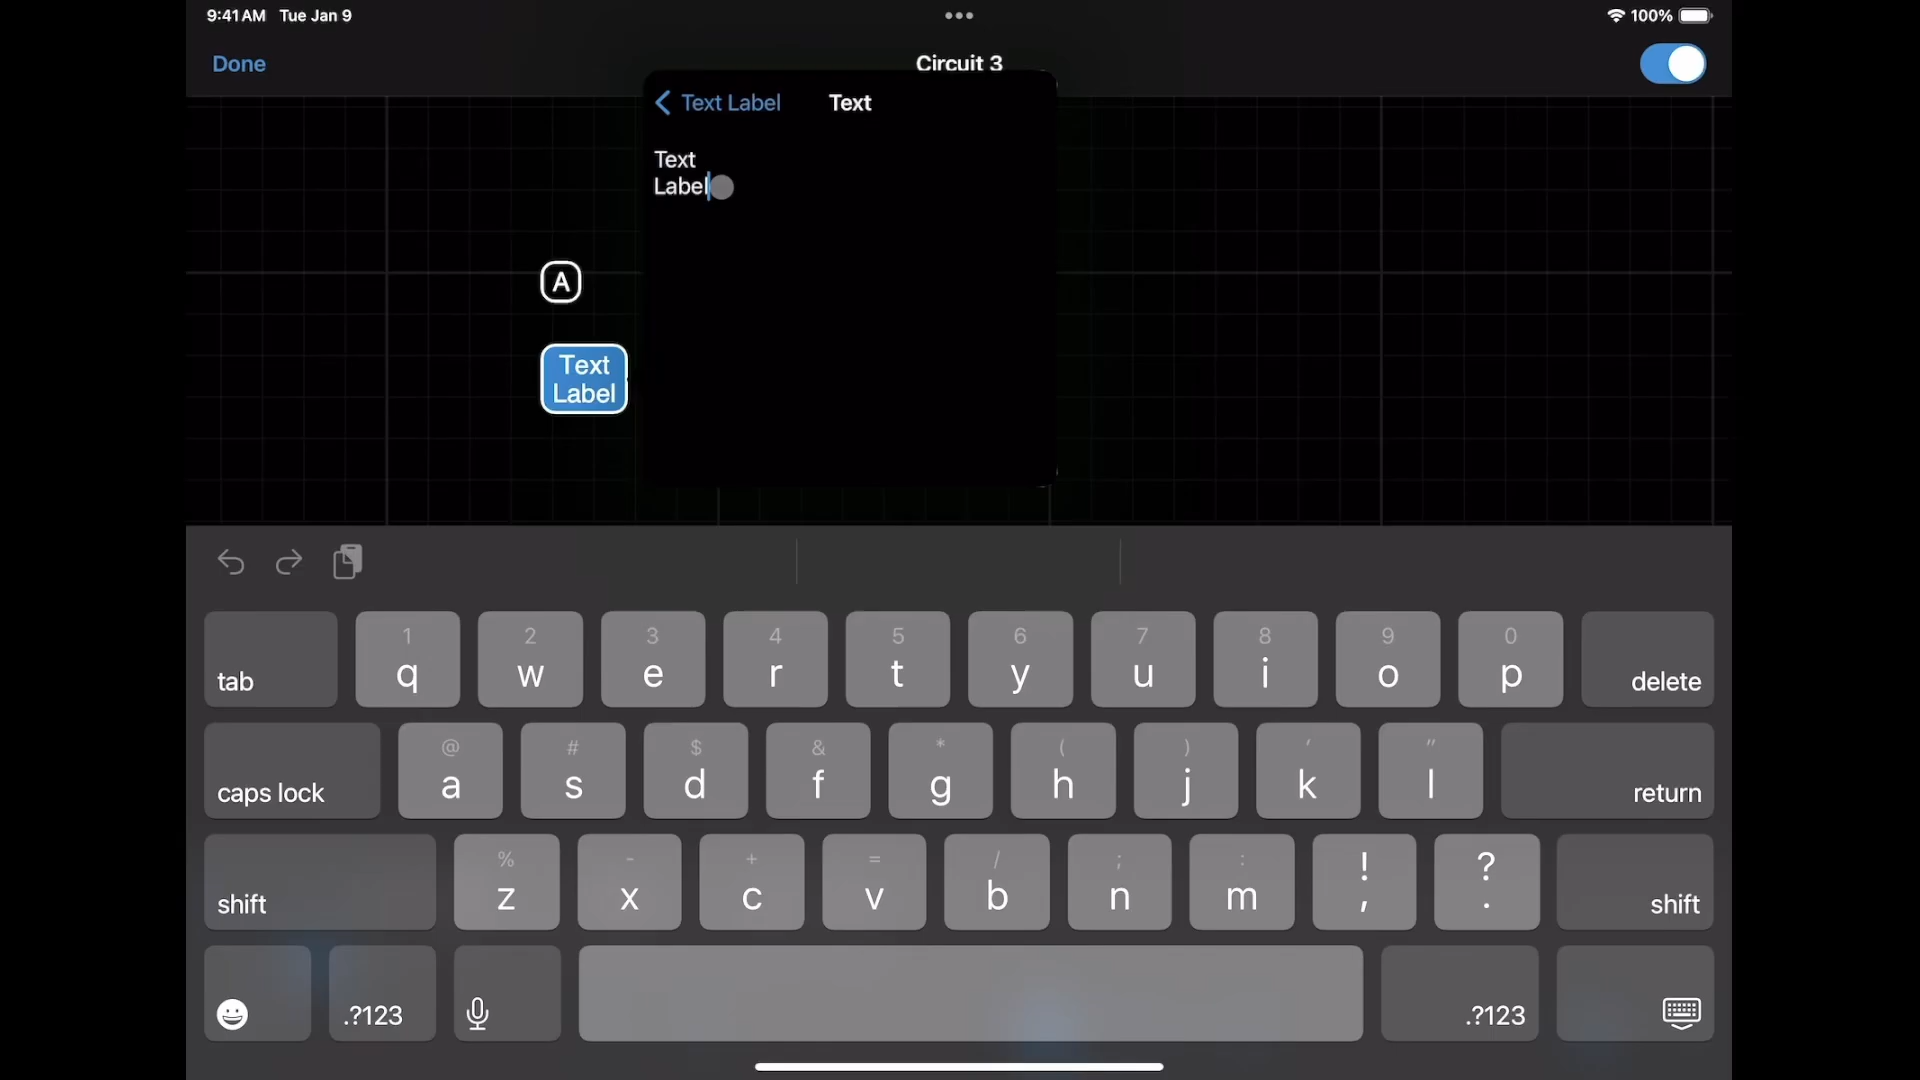 9:41 AM Tue Jan 9
100%
Done
Circuit 3
Text Label
Text
Text
Label
A
Text
Label
tab
1 2 3 4 5 6 7 8 9 0
q w e r t y u i o p
delete
caps lock
@ # $ & * ( ) ' "
a s d f g h j k l
return
shift
% - + = / ; : ! ?
z x c v b n m , .
shift
.?123
.?123